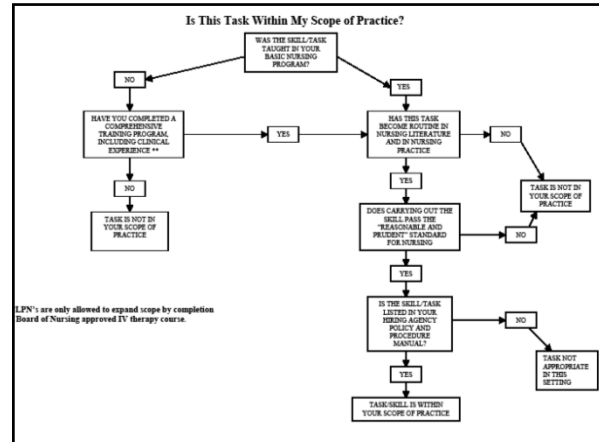 Is This Task Within My Scope of Practice?
WAS THE SKILL/TASK
TAUGHT IN YOUR
BASIC NURSING
PROGRAM?
NO
YES
HAVE YOU COMPLETED A
COMPREHENSIVE
TRAINING PROGRAM,
INCLUDING CLINICAL
EXPERIENCE **
YES
HAS THIS TASK
BECOME ROUTINE IN
NURSING LITERATURE
AND IN NURSING
PRACTICE
NO
NO
YES
TASK IS NOT IN
YOUR SCOPE OF
PRACTICE
TASK IS NOT IN
YOUR SCOPE OF
PRACTICE
DOES CARRYING OUT THE
SKILL PASS THE
"REASONABLE AND
PRUDENT" STANDARD
FOR NURSING
NO
YES
LPN's are only allowed to expand scope by completion
Board of Nursing approved IV therapy course.
IS THE SKILL/TASK
LISTED IN YOUR
HIRING AGENCY
POLICY AND
PROCEDURE
MANUAL?
NO
YES
TASK NOT
APPROPRIATE
IN THIS
SETTING
TASK/SKILL IS WITHIN
YOUR SCOPE OF PRACTICE